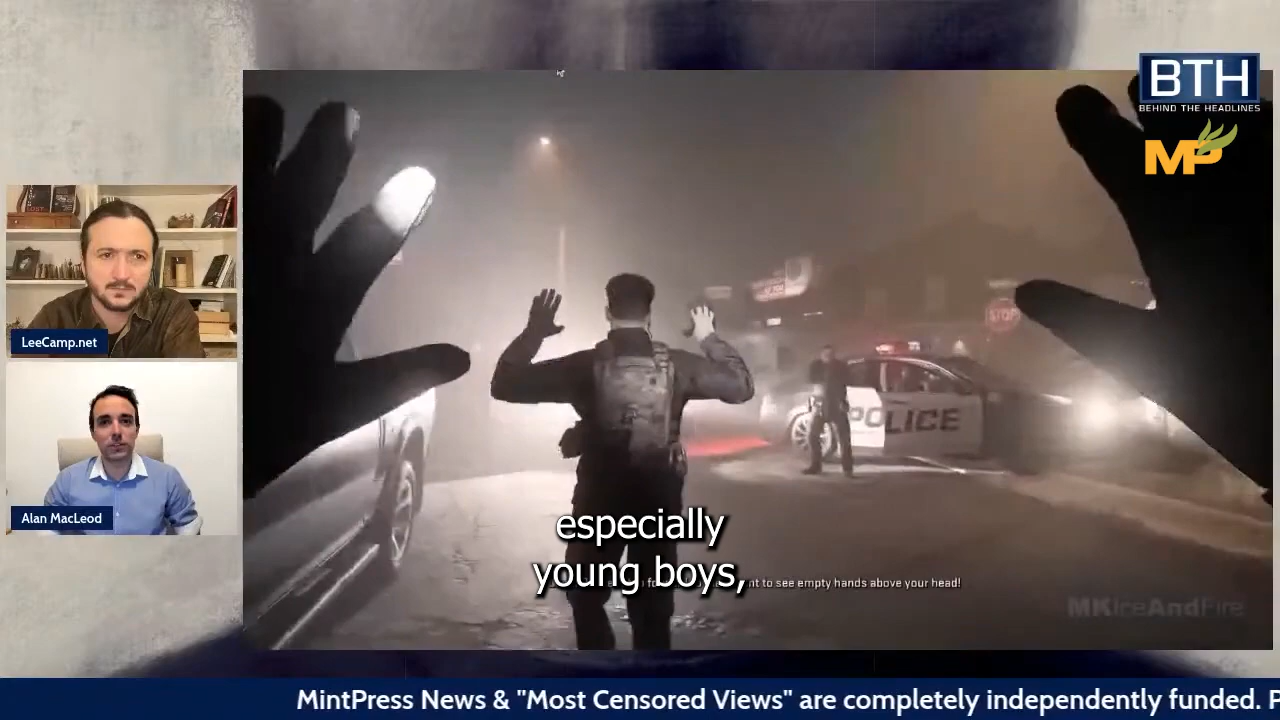 BTH
BEHIND THE HEADLINES
MP
LeeCamp.net
Alan MacLeod
STOP
POLICE
especially
young boys,
to see empty hands above your head!
MKIceAndFire
MintPress News & "Most Censored Views" are completely independently funded. P